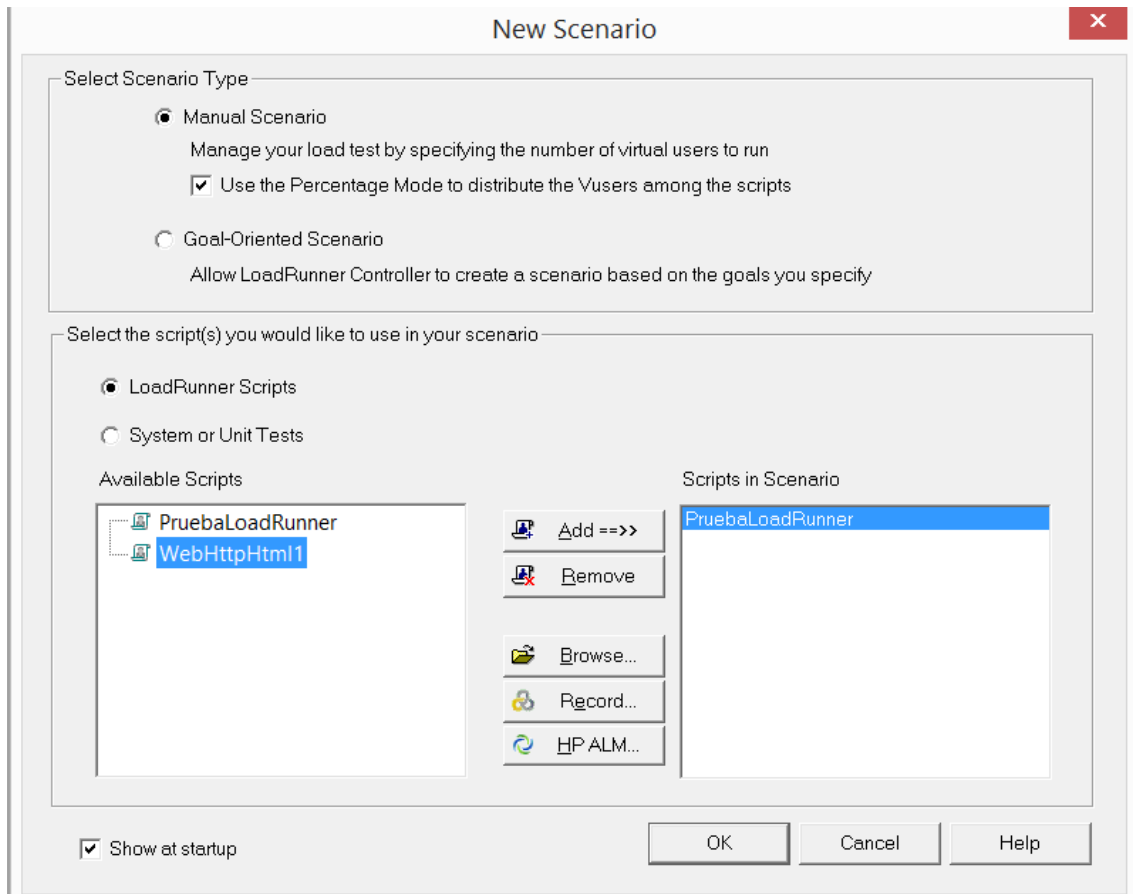 New Scenario
Select Scenario Type
Manual Scenario
Manage your load test by specifying the number of virtual users to run
Use the Percentage Mode to distribute the Vusers among the scripts
Goal-Oriented Scenario
Allow LoadRunner Controller to create a scenario based on the goals you specify
Select the script(s) you would like to use in your scenario
LoadRunner Scripts
System or Unit Tests
Available Scripts
PruebaLoadRunner
WebHttpHtml1
Add ==>>
Remove
Browse...
Record...
HP ALM...
Scripts in Scenario
PruebaLoadRunner
Show at startup
OK
Cancel
Help